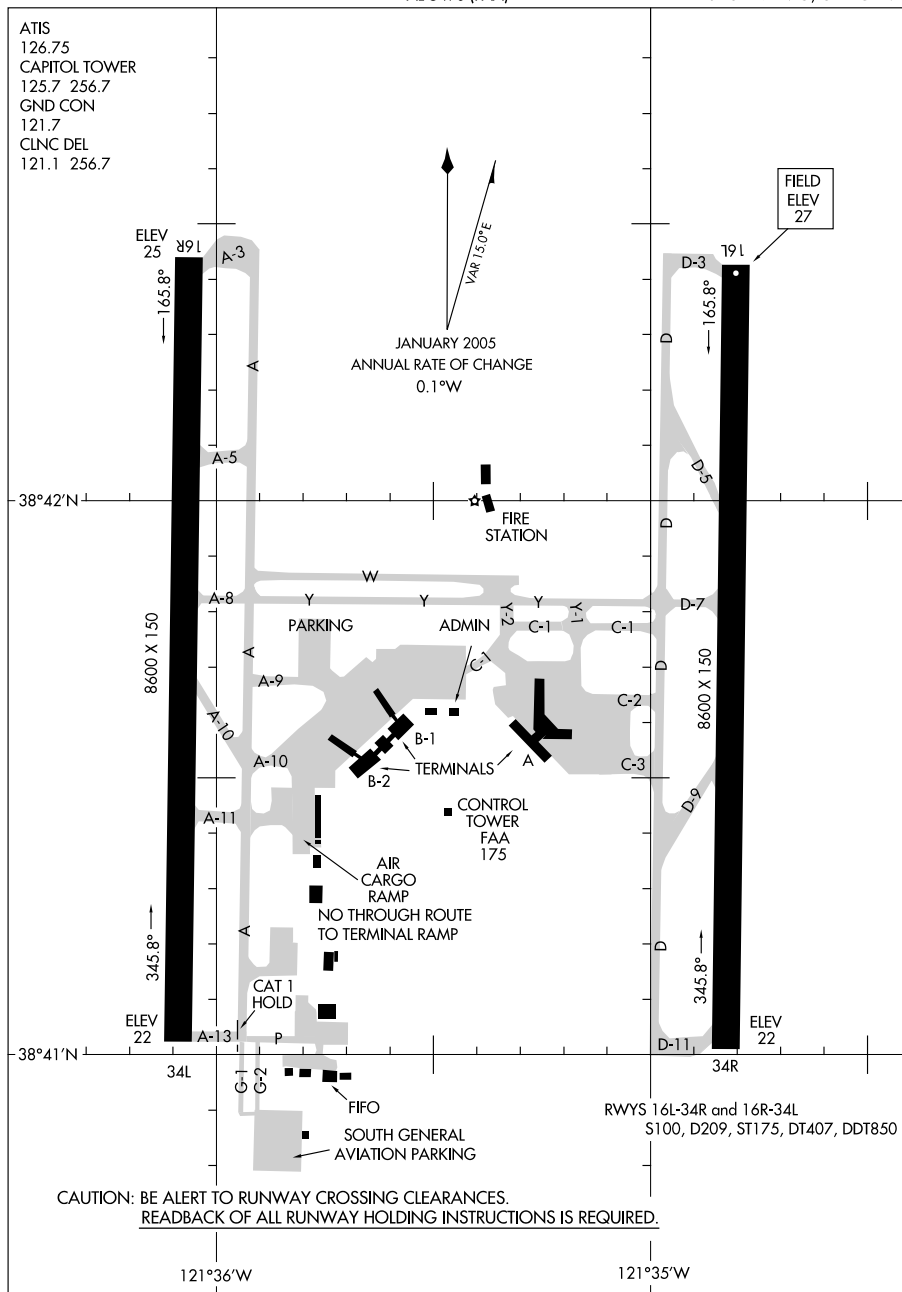 ATIS
126.75
CAPITOL TOWER
125.7 256.7
GND CON
121.7
CLNC DEL
121.1 256.7
VAR 15.0°E
JANUARY 2005
ANNUAL RATE OF CHANGE
0.1°W
FIELD
ELEV
27
ELEV
25
16R
A-3
D-3
16L
165.8°
165.8°
A
D
A-5
D-5
38°42'N
FIRE
STATION
D
W
A-8
Y
Y
Y
D-7
Y-2
Y-1
PARKING
ADMIN
C-1
C-1
8600 X 150
A
C-1
D
8600 X 150
A-9
C-2
A-10
B-1
A-10
TERMINALS
A
C-3
B-2
D-9
A-11
CONTROL
TOWER
FAA
175
AIR
CARGO
RAMP
NO THROUGH ROUTE
TO TERMINAL RAMP
A
D
345.8°
345.8°
CAT 1
HOLD
ELEV
22
A-13
P
D-11
ELEV
22
38°41'N
34L
G-1
G-2
34R
FIFO
RWYS 16L-34R and 16R-34L
S100, D209, ST175, DT407, DDT850
SOUTH GENERAL
AVIATION PARKING
CAUTION: BE ALERT TO RUNWAY CROSSING CLEARANCES.
READBACK OF ALL RUNWAY HOLDING INSTRUCTIONS IS REQUIRED.
121°36'W
121°35'W